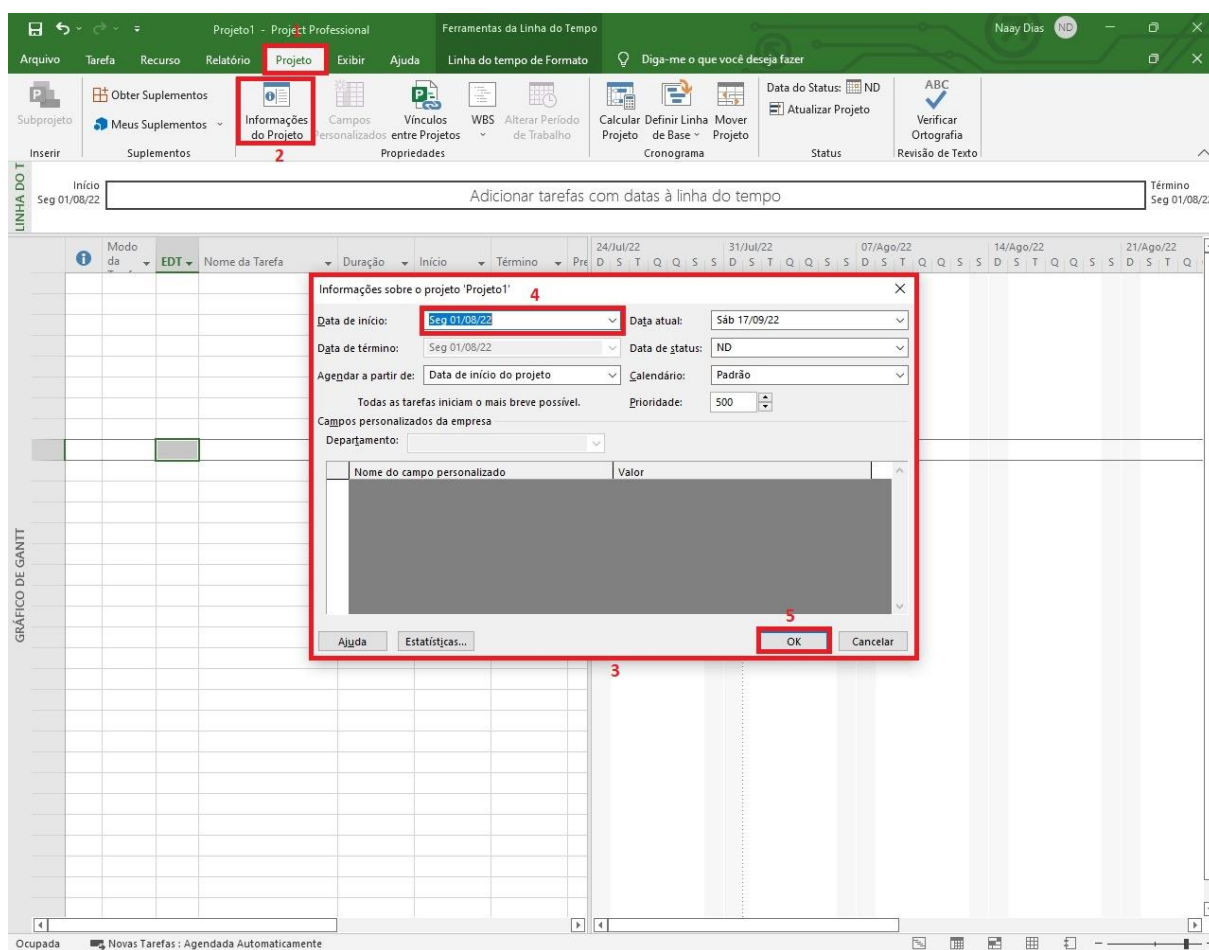 Projeto1 - Project Professional
Ferramentas da Linha do Tempo
Naay Dias ND
Arquivo Tarefa Recurso Relatório Projeto Exibir Ajuda Linha do tempo de Formato Diga-me o que você deseja fazer
1
Subprojeto
Inserir
Obter Suplementos
Meus Suplementos
Suplementos
Informações
do Projeto
2
Campos
Personalizados
Vínculos
entre Projetos
WBS
Alterar Período
de Trabalho
Propriedades
Calcular
Projeto
Definir Linha
de Base
Mover
Projeto
Cronograma
Data do Status: ND
Atualizar Projeto
Status
ABC
Verificar
Ortografia
Revisão de Texto
LINHA DO T
Início
Seg 01/08/22
Adicionar tarefas com datas à linha do tempo
Término
Seg 01/08/2
Modo
da
EDT Nome da Tarefa Duração Início Término Pre
24/Jul/22 31/Jul/22 07/Ago/22 14/Ago/22 21/Ago/22
D S T Q Q S S D S T Q Q S S D S T Q Q S S D S T Q Q S S D S T Q
GRÁFICO DE GANTT
Informações sobre o projeto 'Projeto1'
4
Data de início: Seg 01/08/22 Data atual: Sáb 17/09/22
Data de término: Seg 01/08/22 Data de status: ND
Agendar a partir de: Data de início do projeto Calendário: Padrão
Todas as tarefas iniciam o mais breve possível. Prioridade: 500
Campos personalizados da empresa
Departamento:
Nome do campo personalizado Valor
5
Ajuda Estatísticas... OK Cancelar
3
Ocupada Novas Tarefas : Agendada Automaticamente